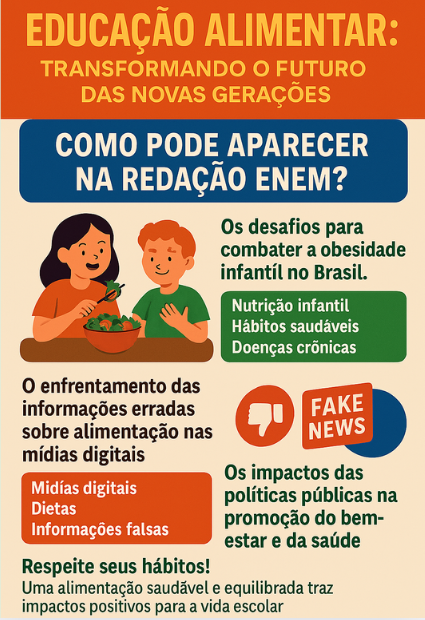 EDUCAÇÃO ALIMENTAR:
TRANSFORMANDO O FUTURO
DAS NOVAS GERAÇÕES
COMO PODE APARECER
NA REDAÇÃO ENEM?
Os desafios para
combater a obesidade
infantíl no Brasil.
Nutrição infantil
Hábitos saudáveis
Doenças crõnicas
O enfrentamento das
informações erradas
sobre alimentação nas
mídias digitais
FAKE
NEWS
Midías digitais
Dietas
Informações falsas
Os impactos das
políticas públicas na
promoção do bem-
estar e da saúde
Respeite seus hábitos!
Uma alimentação saudável e equilibrada traz
impactos positivos para a vida escolar